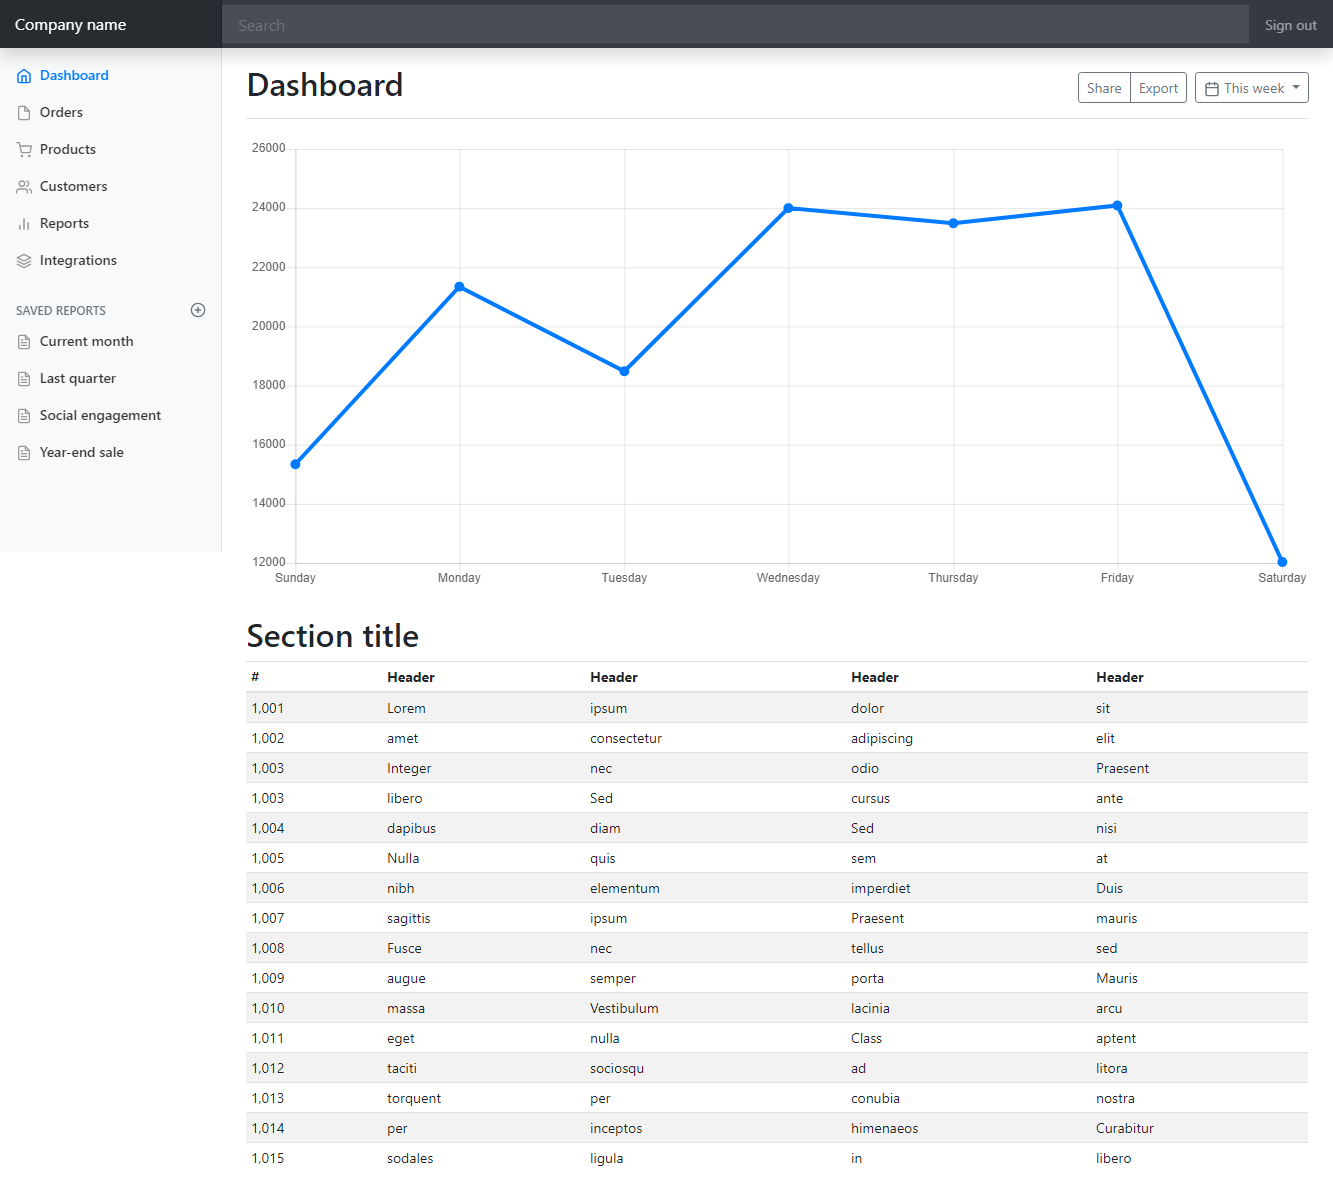 Company name
Search
Sign out
Dashboard
Orders
Products
Customers
Reports
Integrations
SAVED REPORTS
Current month
Last quarter
Social engagement
Year-end sale
Dashboard
Share Export This week
26000
24000
22000
20000
18000
16000
14000
12000
Sunday Monday Tuesday Wednesday Thursday Friday Saturday
Section title
# Header Header Header Header
1,001 Lorem ipsum dolor sit
1,002 amet consectetur adipiscing elit
1,003 Integer nec odio Praesent
1,003 libero Sed cursus ante
1,004 dapibus diam Sed nisi
1,005 Nulla quis sem at
1,006 nibh elementum imperdiet Duis
1,007 sagittis ipsum Praesent mauris
1,008 Fusce nec tellus sed
1,009 augue semper porta Mauris
1,010 massa Vestibulum lacinia arcu
1,011 eget nulla Class aptent
1,012 taciti sociosqu ad litora
1,013 torquent per conubia nostra
1,014 per inceptos himenaeos Curabitur
1,015 sodales ligula in libero